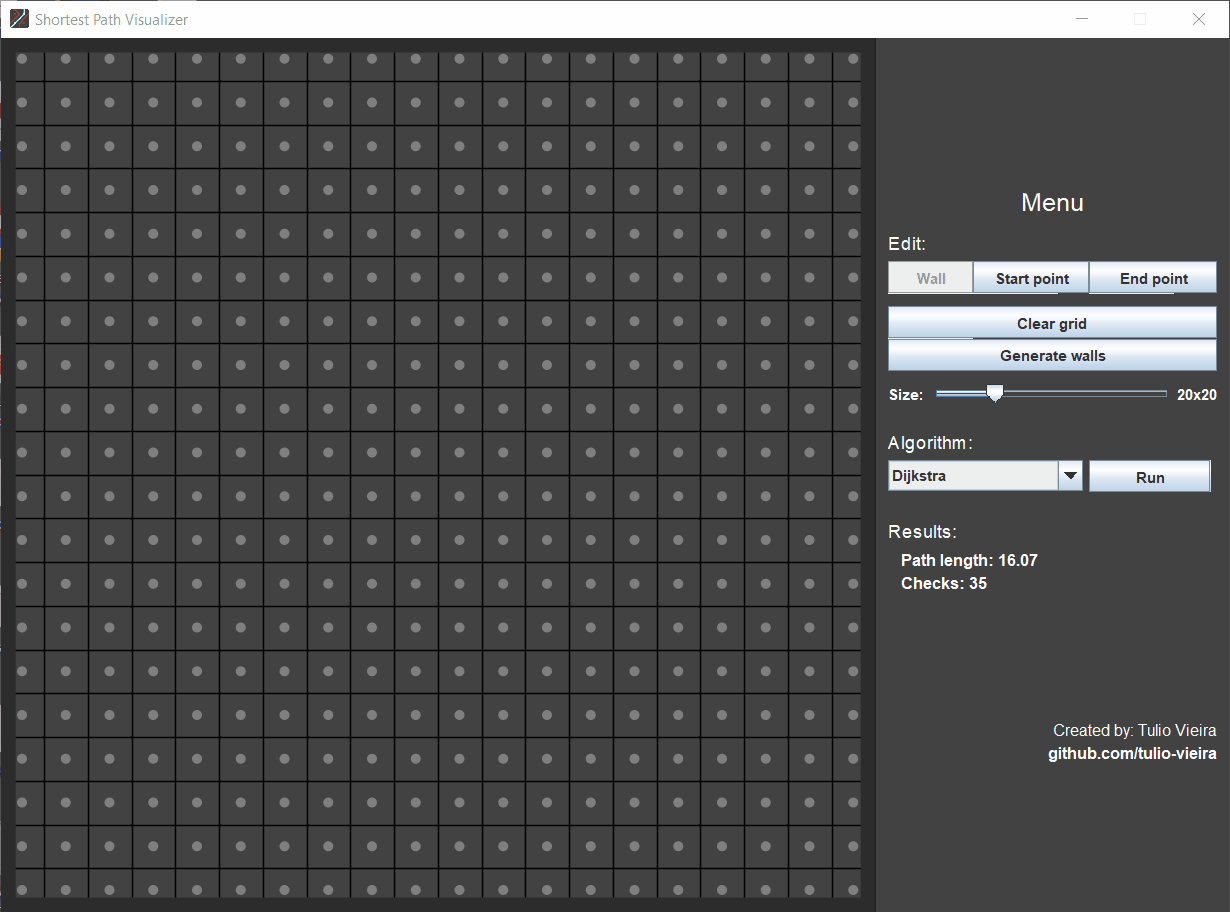 Shortest Path Visualizer
Menu
Edit:
Wall Start point End point
Clear grid
Generate walls
Size: 20x20
Algorithm:
Dijkstra Run
Results:
Path length: 16.07
Checks: 35
Created by: Tulio Vieira
github.com/tulio-vieira